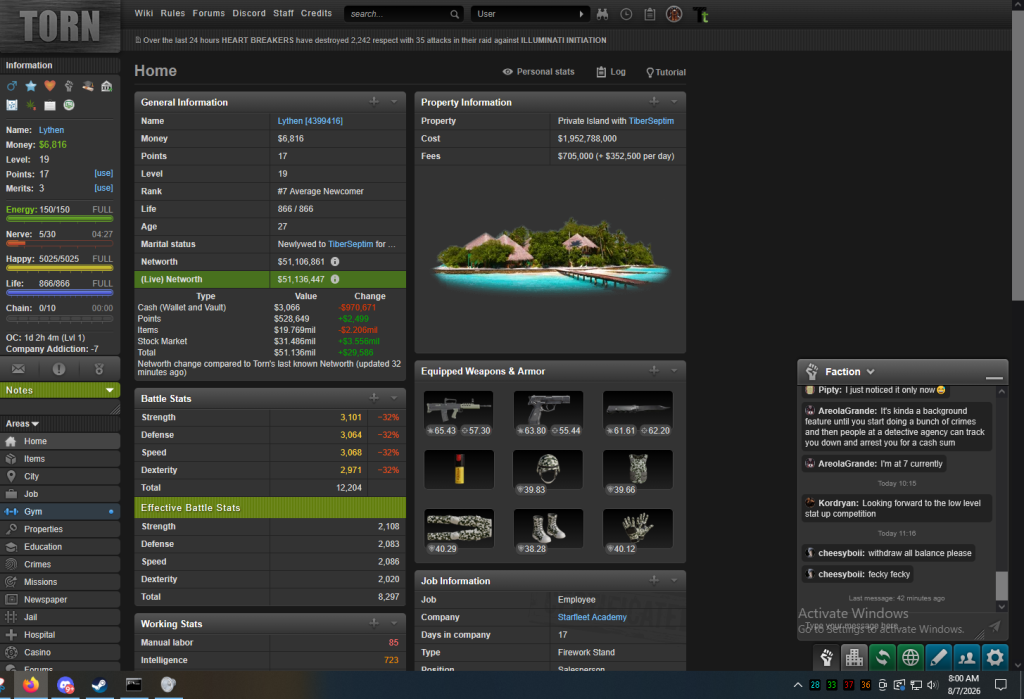 TORN
Wiki Rules Forums Discord Staff Credits search... User
Over the last 24 hours HEART BREAKERS have destroyed 2,242 respect with 35 attacks in their raid against ILLUMINATI INITIATION
Information
Name: Lythen
Money: $6,816
Level: 19
Points: 17 [use]
Merits: 3 [use]
Energy: 150/150 FULL
Nerve: 5/30 04:27
Happy: 5025/5025 FULL
Life: 866/866 FULL
Chain: 0/10 00:00
OC: 1d 2h 4m (Lvl 1)
Company Addiction: -7
Notes
Areas
Home
Items
City
Job
Gym
Properties
Education
Crimes
Missions
Newspaper
Jail
Hospital
Casino
Forums
Home
Personal stats Log Tutorial
General Information
Name Lythen [4399416]
Money $6,816
Points 17
Level 19
Rank #7 Average Newcomer
Life 866 / 866
Age 27
Marital status Newlywed to TiberSeptim for ...
Networth $51,106,861
(Live) Networth $51,136,447
Type Value Change
Cash (Wallet and Vault) $3,066 -$970,671
Points $528,649 +$2,499
Items $19.769mil -$2.206mil
Stock Market $31.486mil +$3.556mil
Total $51.136mil +$29,586
Networth change compared to Torn's last known Networth (updated 32
minutes ago)
Battle Stats
Strength 3,101 −32%
Defense 3,064 −32%
Speed 3,068 −32%
Dexterity 2,971 −32%
Total 12,204
Effective Battle Stats
Strength 2,108
Defense 2,083
Speed 2,086
Dexterity 2,020
Total 8,297
Working Stats
Manual labor 85
Intelligence 723
Property Information
Property Private Island with TiberSeptim
Cost $1,952,788,000
Fees $705,000 (+ $352,500 per day)
Equipped Weapons & Armor
65.43 57.30 63.80 55.44 61.61 62.20
39.83 39.66
40.29 38.28 40.12
Job Information
Job Employee
Company Starfleet Academy
Days in company 17
Type Firework Stand
Position Salesperson
Faction
Pipty: I just noticed it only now
AreolaGrande: It's kinda a background
feature until you start doing a bunch of crimes
and then people at a detective agency can track
you down and arrest you for a cash sum
AreolaGrande: I'm at 7 currently
Today 10:15
Kordryan: Looking forward to the low level
stat up competition
Today 11:16
cheesyboii: withdraw all balance please
cheesyboii: fecky fecky
Last message: 42 minutes ago
Type your message here...
Activate Windows
Go to Settings to activate Windows.
28 33 37 36
8:00 AM
8/7/2026